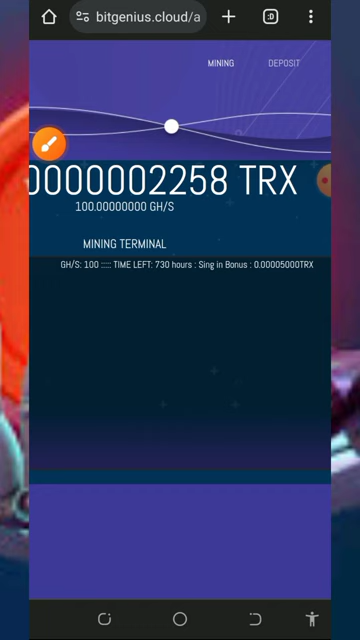 bitgenius.cloud/a
:D
MINING DEPOSIT
0000002258 TRX
100.00000000 GH/S
MINING TERMINAL
GH/S: 100 ::::: TIME LEFT: 730 hours : Sing in Bonus : 0.00005000TRX